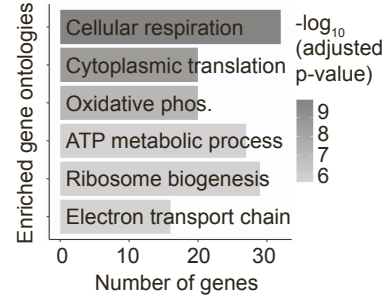 Enriched gene ontologies
Cellular respiration
Cytoplasmic translation
Oxidative phos.
ATP metabolic process
Ribosome biogenesis
Electron transport chain
0 10 20 30
Number of genes
-log10
(adjusted
p-value)
9
8
7
6